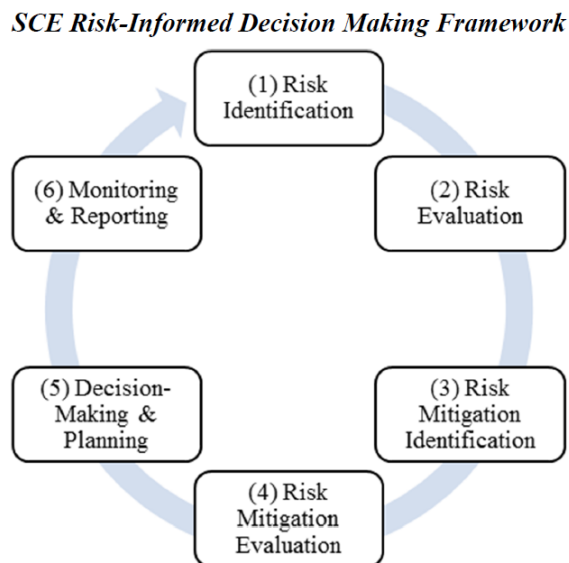 SCE Risk-Informed Decision Making Framework
(1) Risk
Identification
(2) Risk
Evaluation
(3) Risk
Mitigation
Identification
(4) Risk
Mitigation
Evaluation
(5) Decision-
Making &
Planning
(6) Monitoring
& Reporting